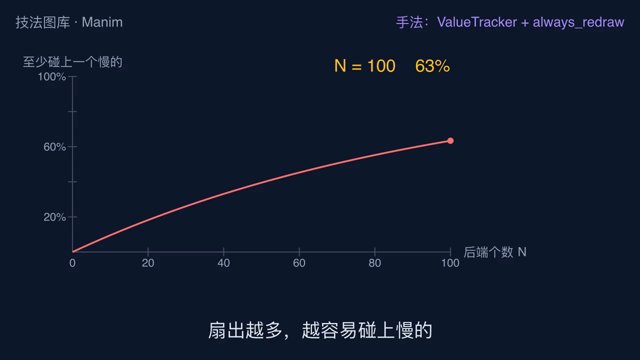 技法图库 · Manim
手法：ValueTracker + always_redraw
至少碰上一个慢的
N = 100 63%
100%
60%
20%
0 20 40 60 80 100
后端个数 N
扇出越多，越容易碰上慢的